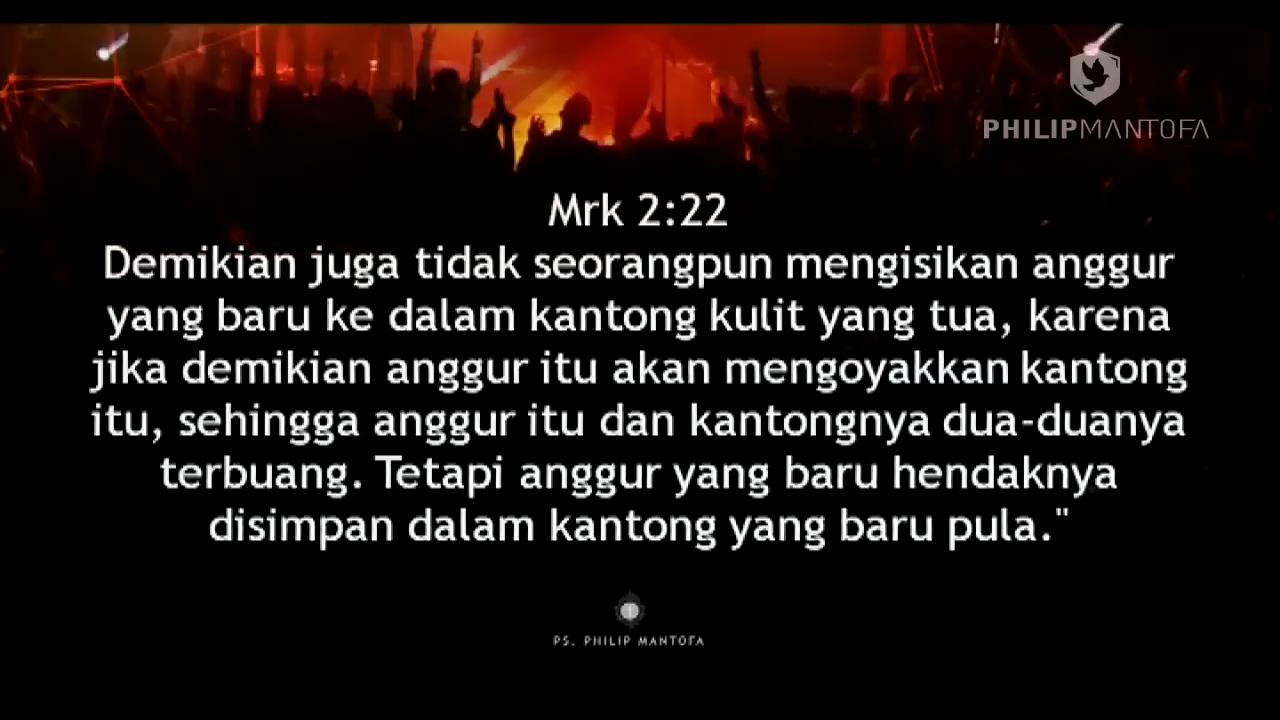 PHILIPMANTOFA
Mrk 2:22
Demikian juga tidak seorangpun mengisikan anggur
yang baru ke dalam kantong kulit yang tua, karena
jika demikian anggur itu akan mengoyakkan kantong
itu, sehingga anggur itu dan kantongnya dua-duanya
terbuang. Tetapi anggur yang baru hendaknya
disimpan dalam kantong yang baru pula."
PS. PHILIP MANTOFA